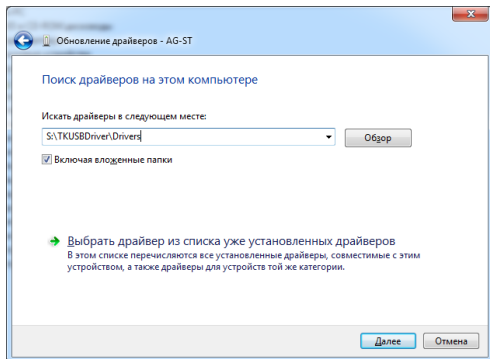 Обновление драйверов - AG-ST
Поиск драйверов на этом компьютере
Искать драйверы в следующем месте:
S:\TKUSBDriver\Drivers
Обзор
Включая вложенные папки
Выбрать драйвер из списка уже установленных драйверов
В этом списке перечисляются все установленные драйверы, совместимые с этим
устройством, а также драйверы для устройств той же категории.
Далее
Отмена